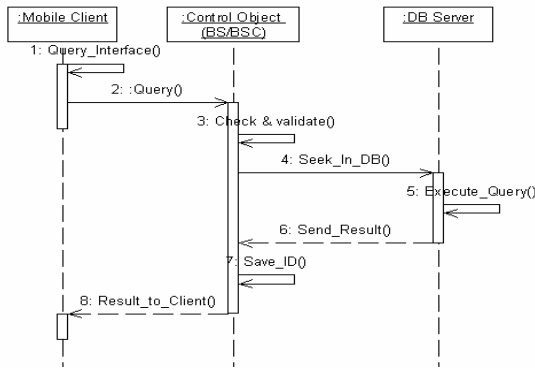 :Mobile Client
:Control Object
(BS/BSC)
:DB Server
1: Query_Interface()
2: :Query()
3: Check & validate()
4: Seek_In_DB()
5: Execute_Query()
6: Send_Result()
7: Save_ID()
8: Result_to_Client()